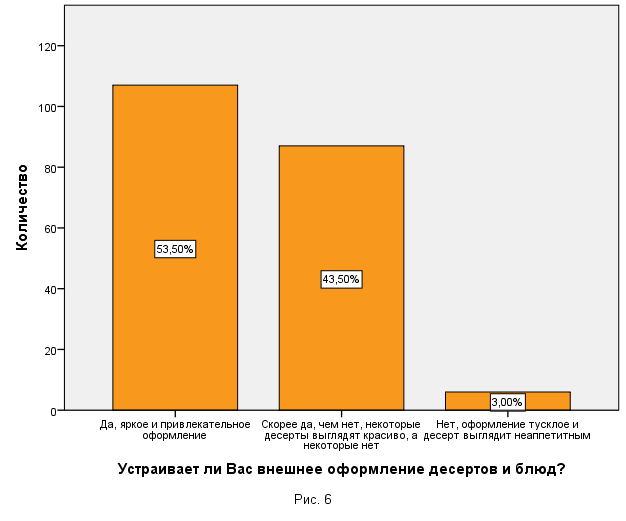 120
100
80
60
40
20
0
Количество
53,50%
43,50%
3,00%
Да, яркое и привлекательное
оформление
Скорее да, чем нет, некоторые
десерты выглядят красиво, а
некоторые нет
Нет, оформление тусклое и
десерт выглядит неаппетитным
Устраивает ли Вас внешнее оформление десертов и блюд?
Рис. 6